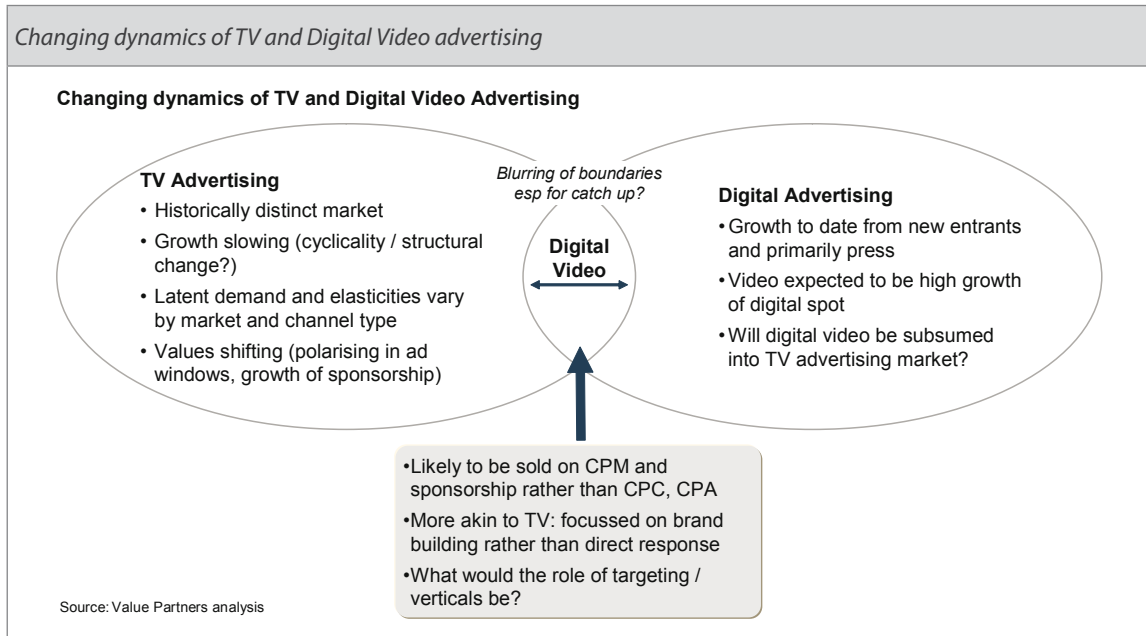 Changing dynamics of TV and Digital Video advertising
Changing dynamics of TV and Digital Video Advertising
TV Advertising
• Historically distinct market
• Growth slowing (cyclicality / structural
change?)
• Latent demand and elasticities vary
by market and channel type
• Values shifting (polarising in ad
windows, growth of sponsorship)
Blurring of boundaries
esp for catch up?
Digital
Video
Digital Advertising
• Growth to date from new entrants
and primarily press
• Video expected to be high growth
of digital spot
• Will digital video be subsumed
into TV advertising market?
• Likely to be sold on CPM and
sponsorship rather than CPC, CPA
• More akin to TV: focussed on brand
building rather than direct response
• What would the role of targeting /
verticals be?
Source: Value Partners analysis